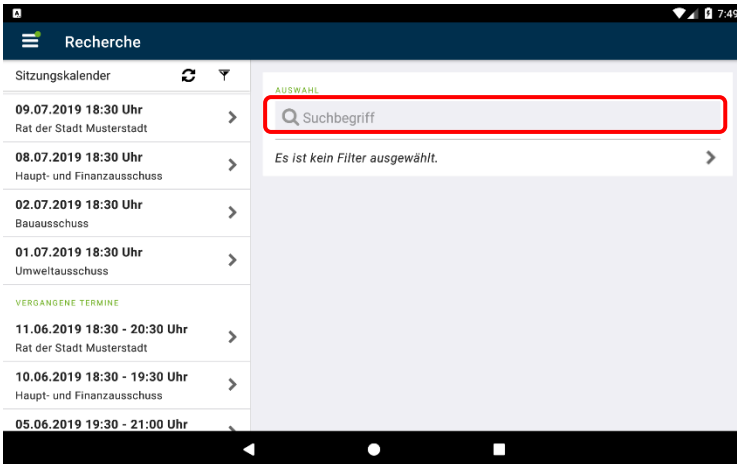 7:49
Recherche
Sitzungskalender
09.07.2019 18:30 Uhr
Rat der Stadt Musterstadt
08.07.2019 18:30 Uhr
Haupt- und Finanzausschuss
02.07.2019 18:30 Uhr
Bauausschuss
01.07.2019 18:30 Uhr
Umweltausschuss
VERGANGENE TERMINE
11.06.2019 18:30 - 20:30 Uhr
Rat der Stadt Musterstadt
10.06.2019 18:30 - 19:30 Uhr
Haupt- und Finanzausschuss
05.06.2019 19:30 - 21:00 Uhr
AUSWAHL
Suchbegriff
Es ist kein Filter ausgewählt.